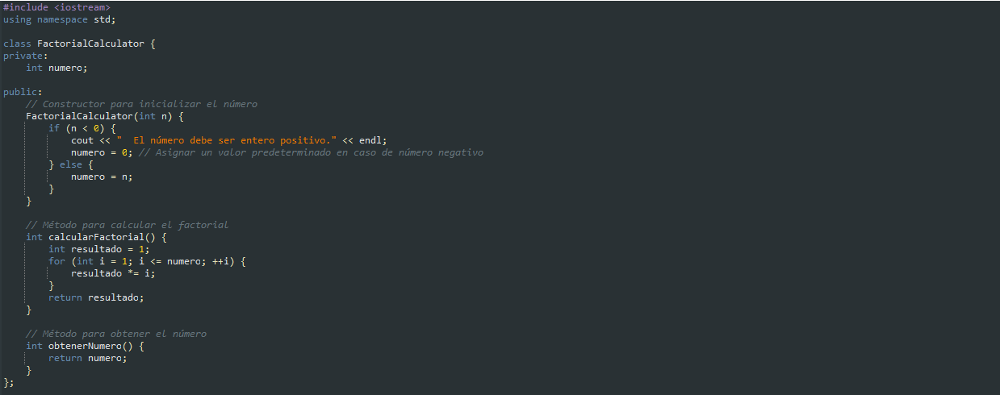 #include <iostream>
using namespace std;

class FactorialCalculator {
private:
    int numero;

public:
    // Constructor para inicializar el número
    FactorialCalculator(int n) {
        if (n < 0) {
            cout << "  El número debe ser entero positivo." << endl;
            numero = 0; // Asignar un valor predeterminado en caso de número negativo
        } else {
            numero = n;
        }
    }

    // Método para calcular el factorial
    int calcularFactorial() {
        int resultado = 1;
        for (int i = 1; i <= numero; ++i) {
            resultado *= i;
        }
        return resultado;
    }

    // Método para obtener el número
    int obtenerNumero() {
        return numero;
    }
};